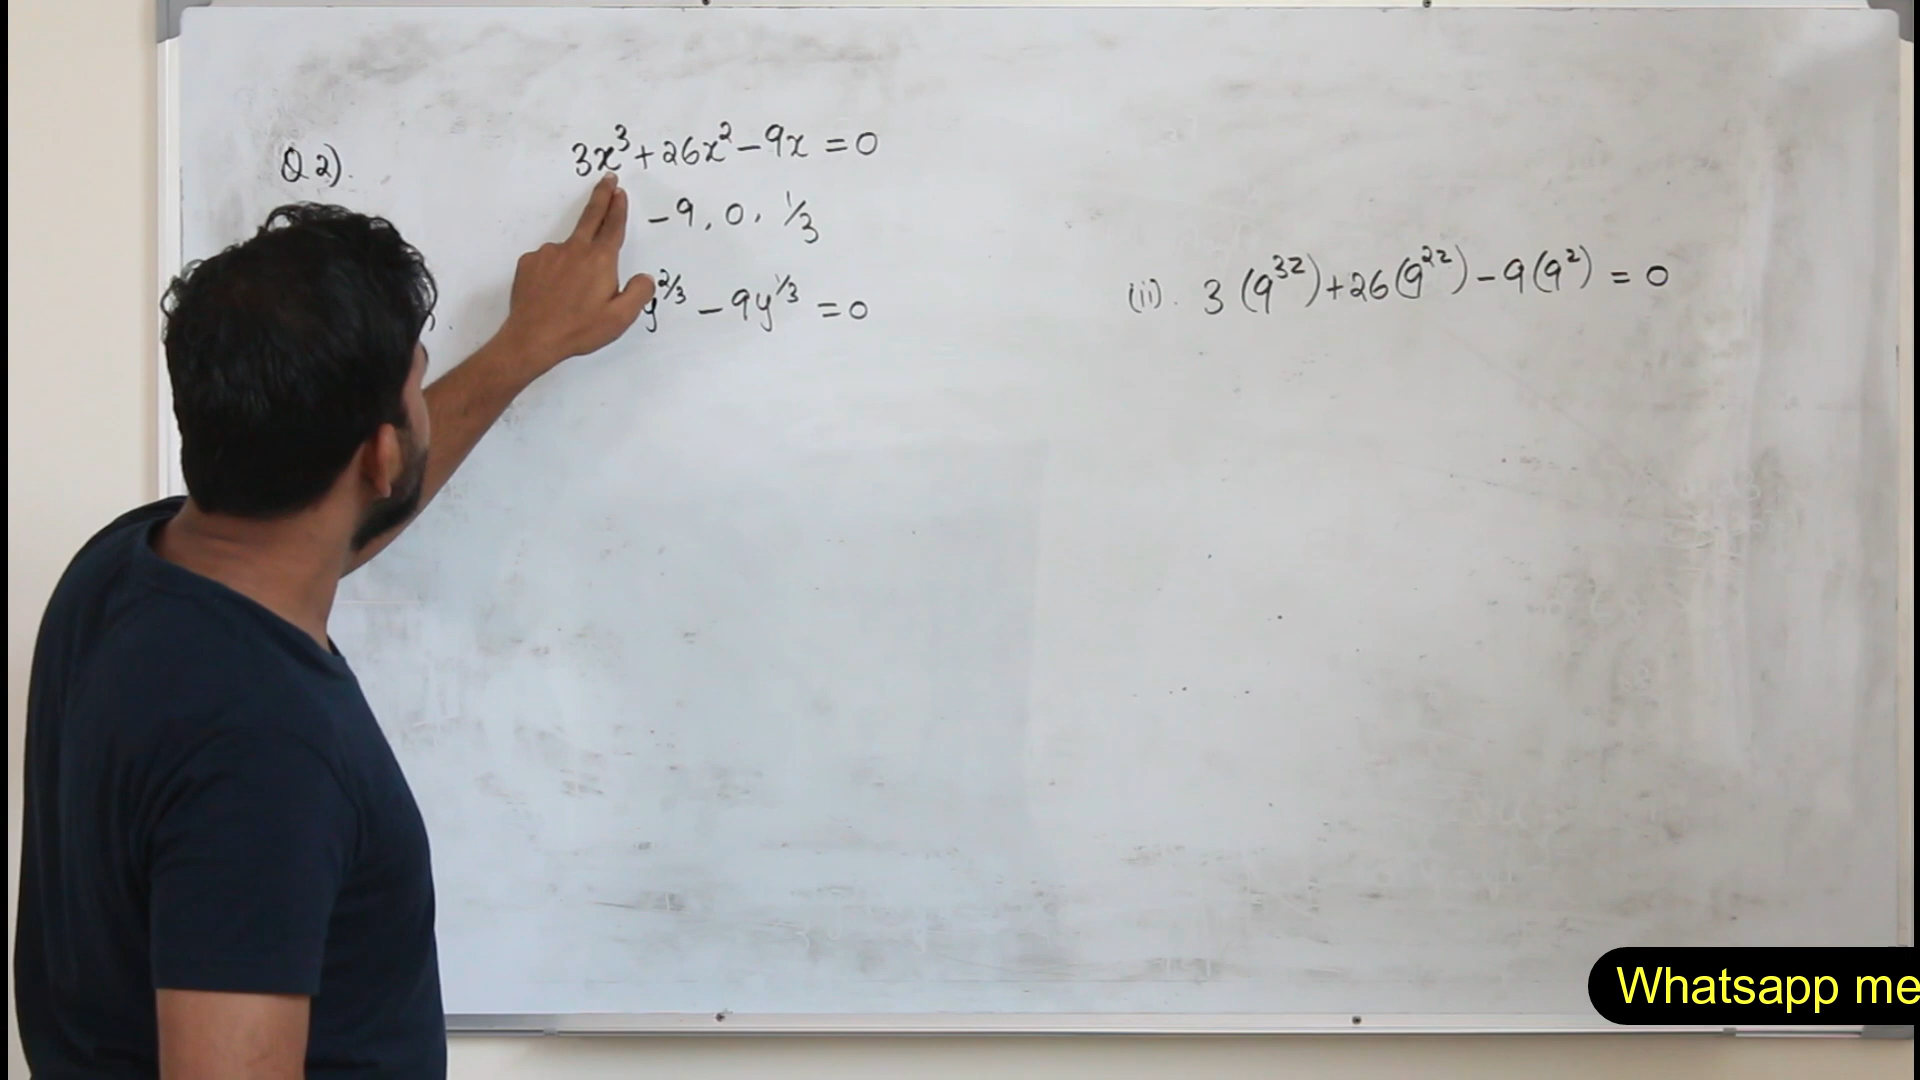 Q2). 3x³+26x²−9x=0
−9, 0, 1/3
). y^2/3 − 9y^1/3 = 0
(ii). 3(9^3z)+26(9^2z)−9(9^z) = 0
Whatsapp me